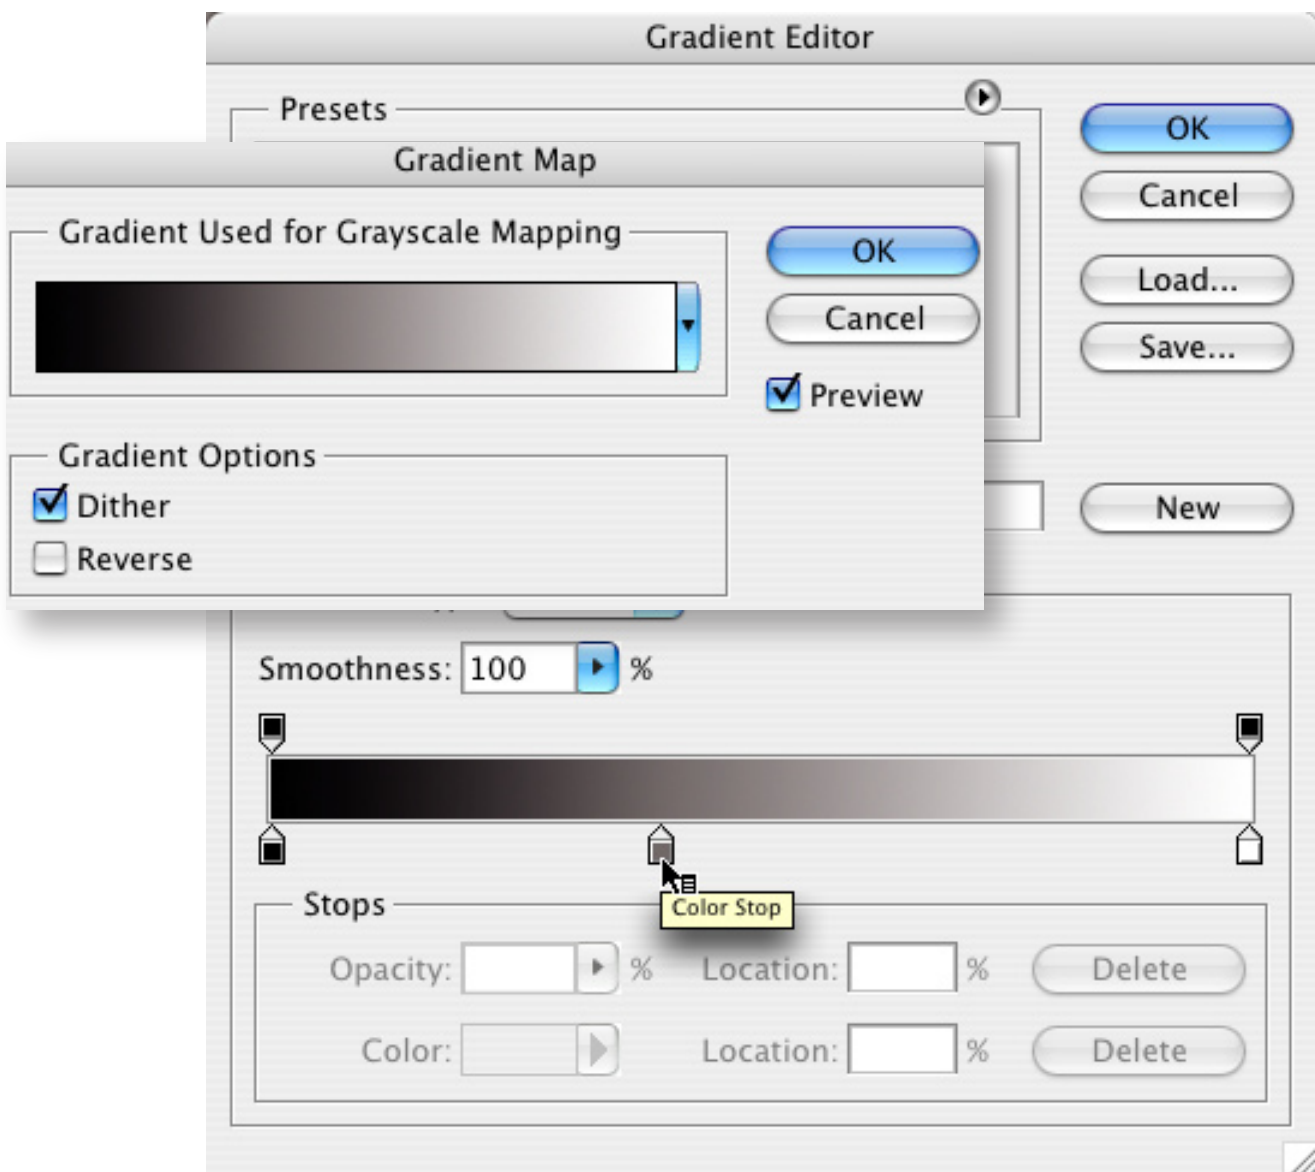 Gradient Editor
Presets
OK
Cancel
Load...
Save...
New
Gradient Map
Gradient Used for Grayscale Mapping
OK
Cancel
Preview
Gradient Options
Dither
Reverse
Smoothness: 100 %
Color Stop
Stops
Opacity: % Location: % Delete
Color: Location: % Delete